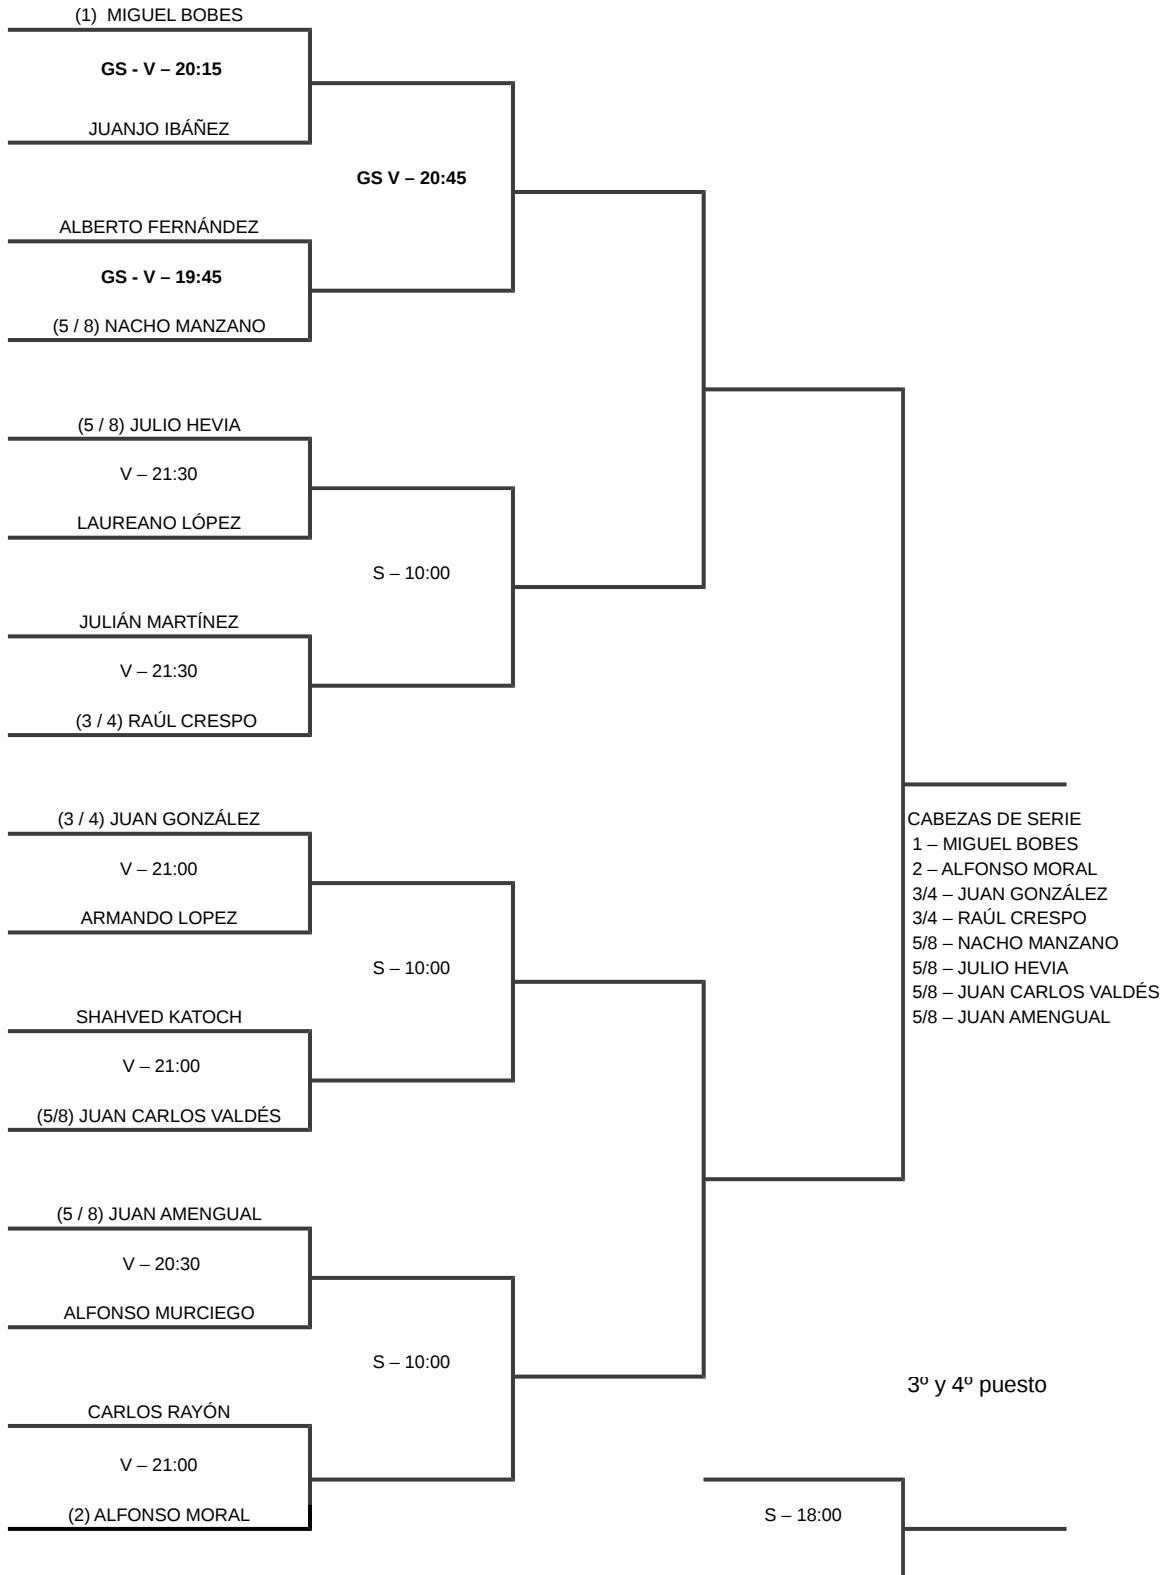 (1)  MIGUEL BOBES
GS - V – 20:15
JUANJO IBÁÑEZ
GS V – 20:45
ALBERTO FERNÁNDEZ
GS - V – 19:45
(5 / 8) NACHO MANZANO
(5 / 8) JULIO HEVIA
V – 21:30
LAUREANO LÓPEZ
S – 10:00
JULIÁN MARTÍNEZ
V – 21:30
(3 / 4) RAÚL CRESPO
(3 / 4) JUAN GONZÁLEZ
V – 21:00
ARMANDO LOPEZ
S – 10:00
SHAHVED KATOCH
V – 21:00
(5/8) JUAN CARLOS VALDÉS
(5 / 8) JUAN AMENGUAL
V – 20:30
ALFONSO MURCIEGO
S – 10:00
CARLOS RAYÓN
V – 21:00
(2) ALFONSO MORAL
CABEZAS DE SERIE
1 – MIGUEL BOBES
2 – ALFONSO MORAL
3/4 – JUAN GONZÁLEZ
3/4 – RAÚL CRESPO
5/8 – NACHO MANZANO
5/8 – JULIO HEVIA
5/8 – JUAN CARLOS VALDÉS
5/8 – JUAN AMENGUAL
3º y 4º puesto
S – 18:00